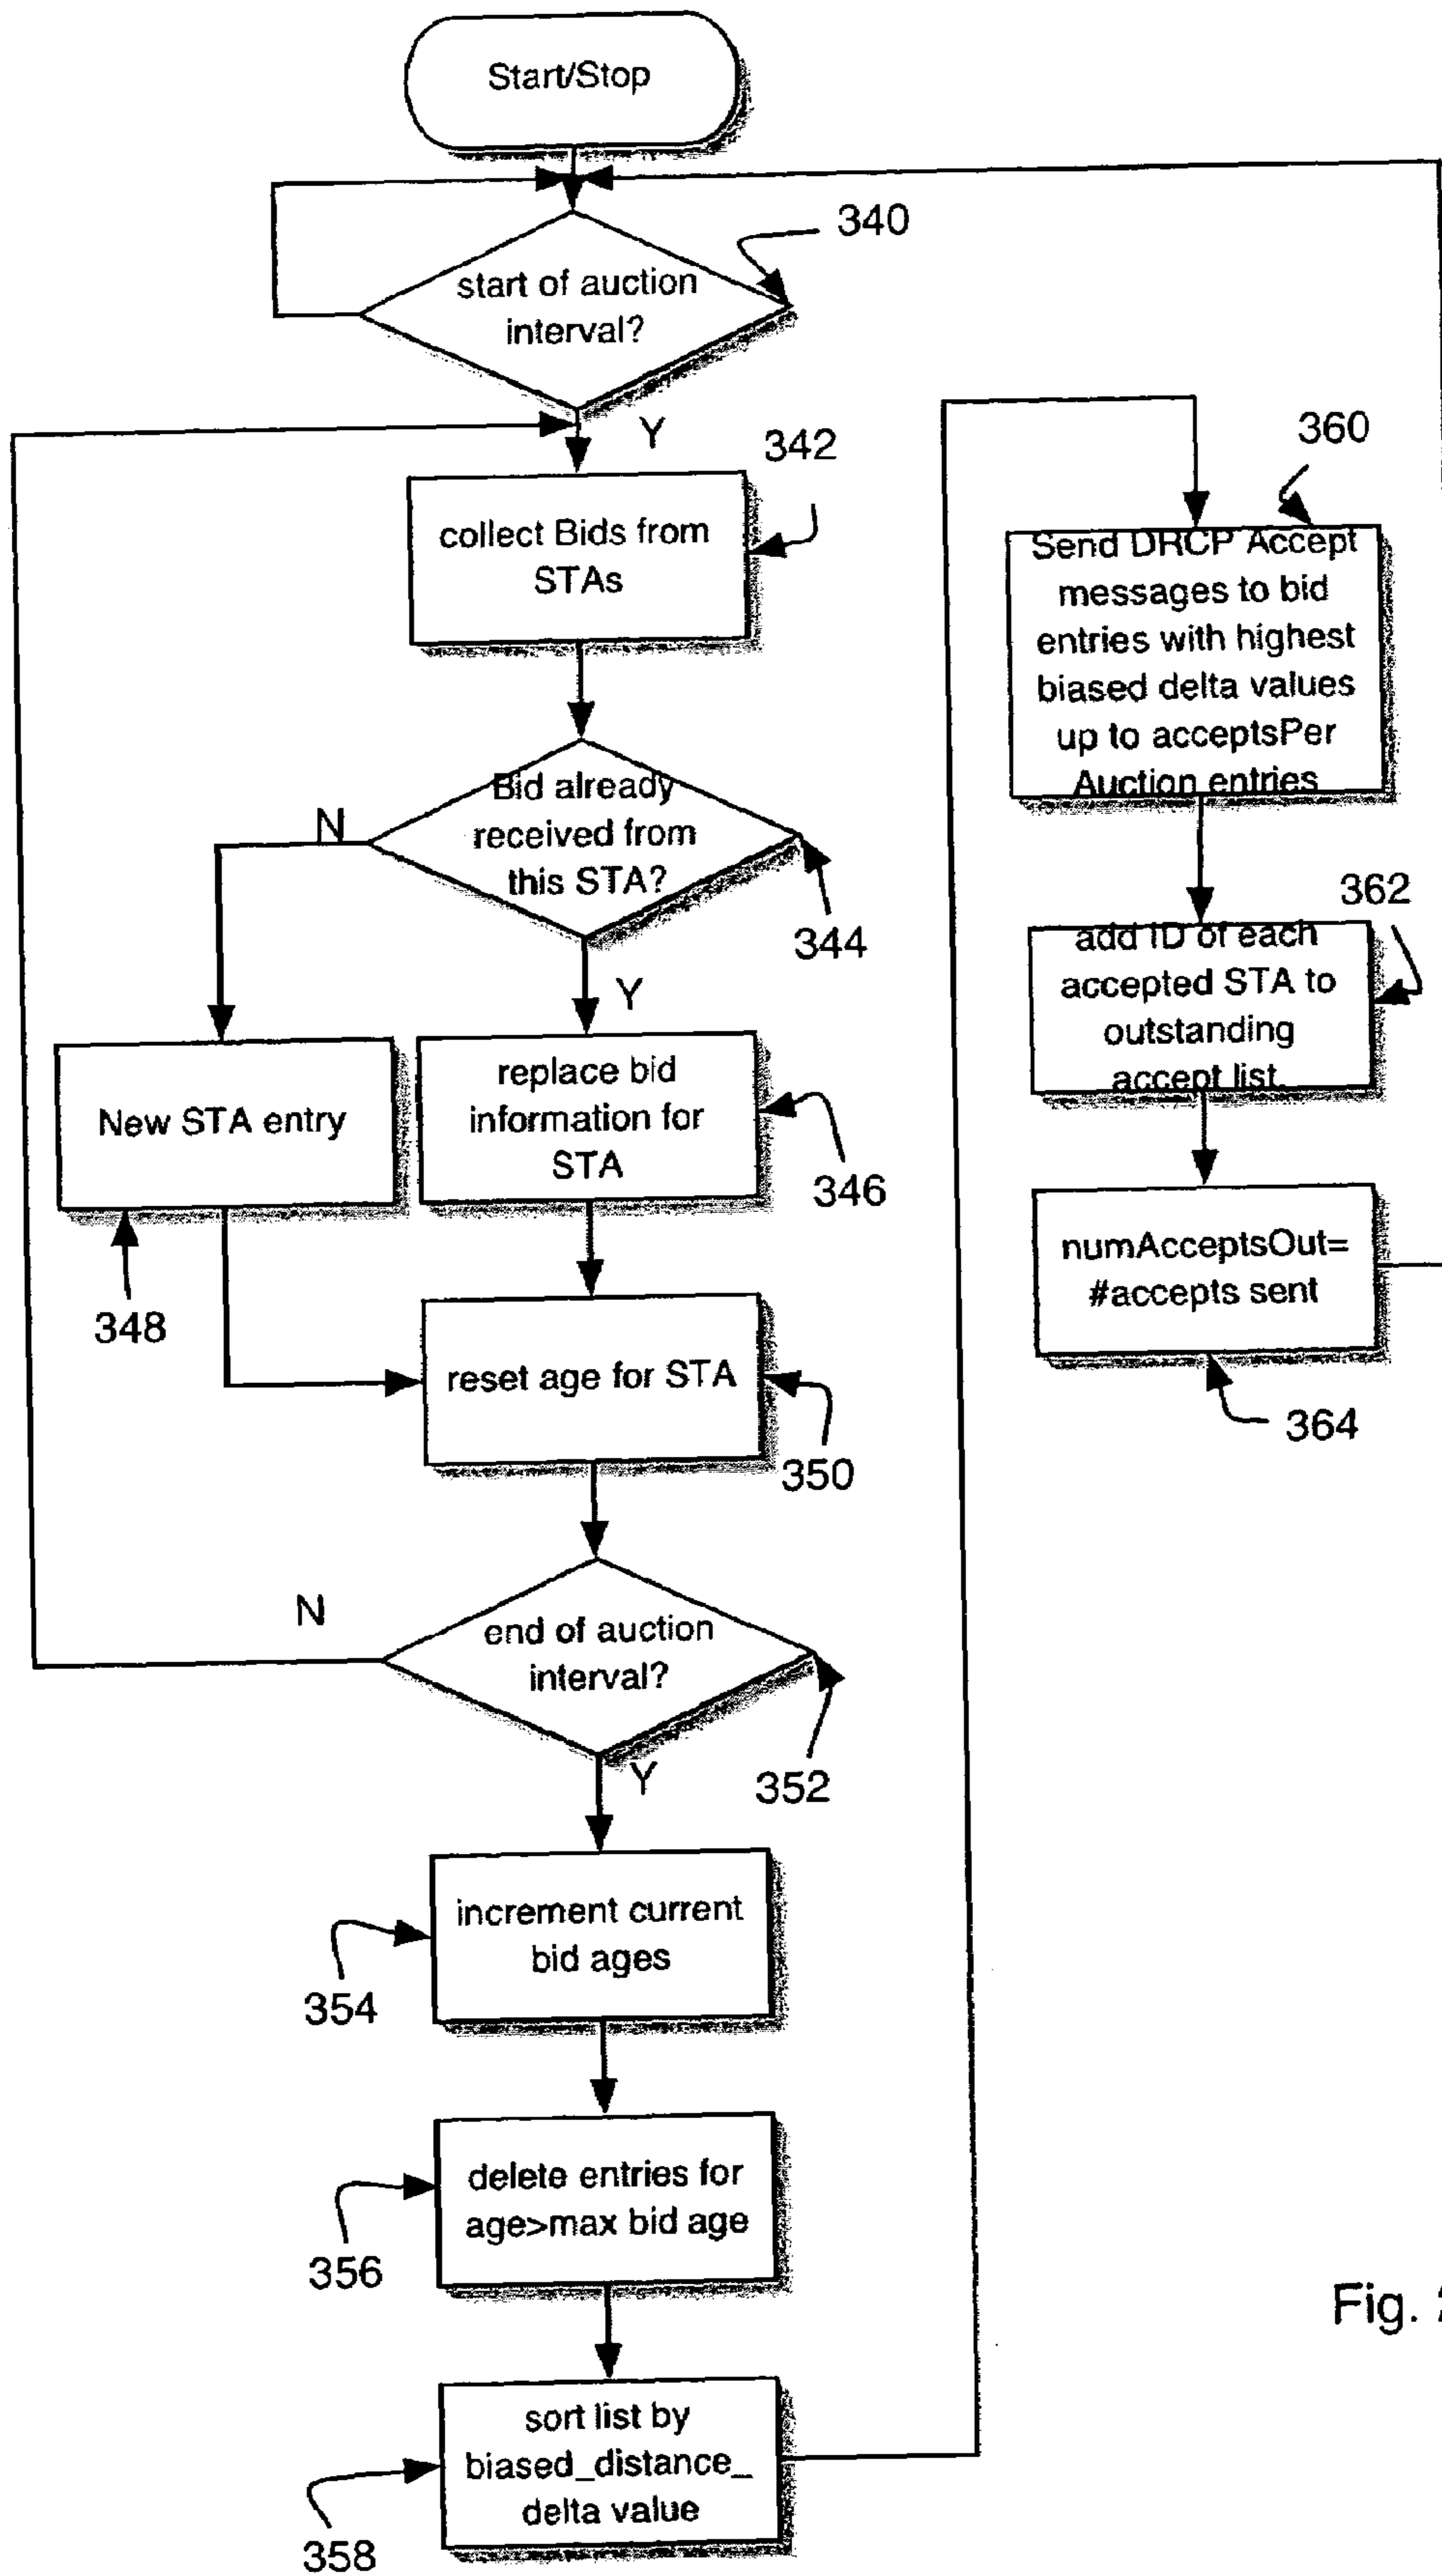 Start/Stop
340
start of auction
interval?
Y
342
collect Bids from
STAs
Bid already
received from
this STA?
N
344
Y
New STA entry
348
replace bid
information for
STA
346
reset age for STA
350
end of auction
interval?
N
352
Y
increment current
bid ages
354
delete entries for
age>max bid age
356
sort list by
biased_distance_
delta value
358
360
Send DRCP Accept
messages to bid
entries with highest
biased delta values
up to acceptsPer
Auction entries
362
add ID of each
accepted STA to
outstanding
accept list.
numAcceptsOut=
#accepts sent
364
Fig.